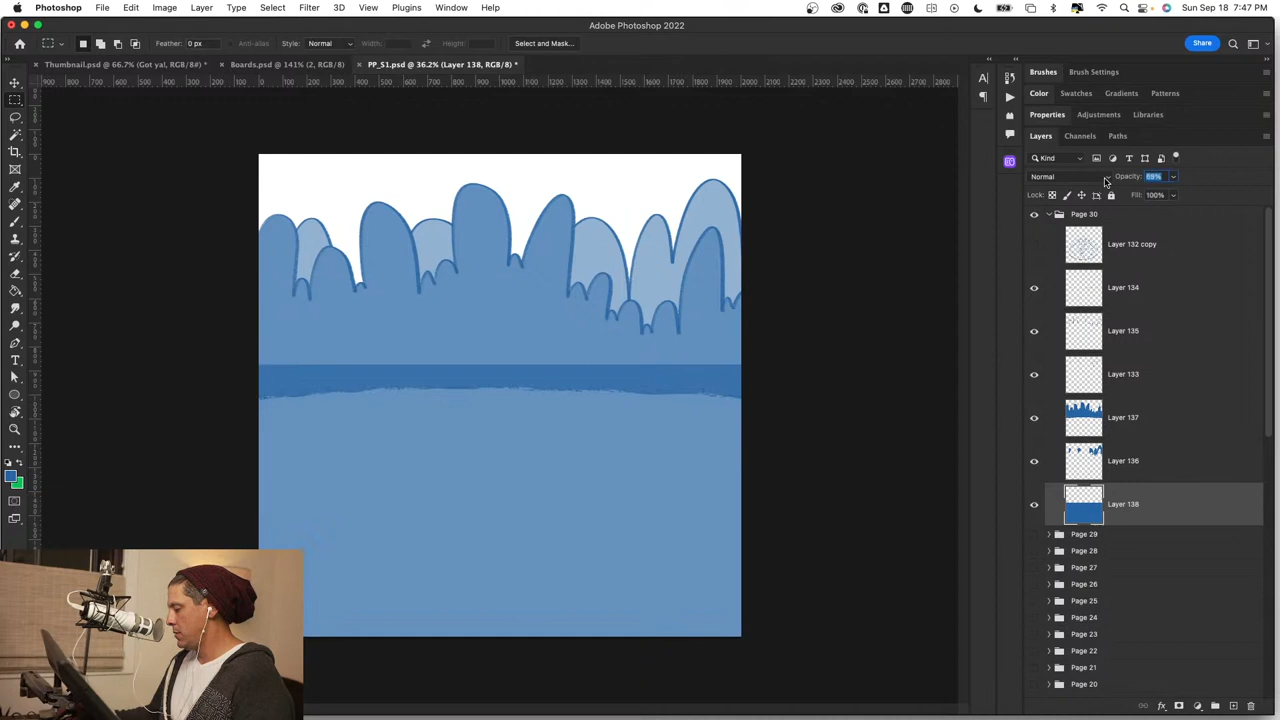 Photoshop File Edit Image Layer Type Select Filter 3D View Plugins Window Help Sun Sep 18 7:47 PM
Adobe Photoshop 2022
Feather: 0 px Anti-alias Style: Normal Width: Height: Select and Mask... Share
Thumbnail.psd @ 66.7% (Got ya!, RGB/8#) * Boards.psd @ 141% (2, RGB/8) PP_S1.psd @ 36.2% (Layer 138, RGB/8) *
Brushes Brush Settings
Color Swatches Gradients Patterns
Properties Adjustments Libraries
Layers Channels Paths
Kind
Normal Opacity: 69%
Lock: Fill: 100%
Page 30
Layer 132 copy
Layer 134
Layer 135
Layer 133
Layer 137
Layer 136
Layer 138
Page 29
Page 28
Page 27
Page 26
Page 25
Page 24
Page 23
Page 22
Page 21
Page 20